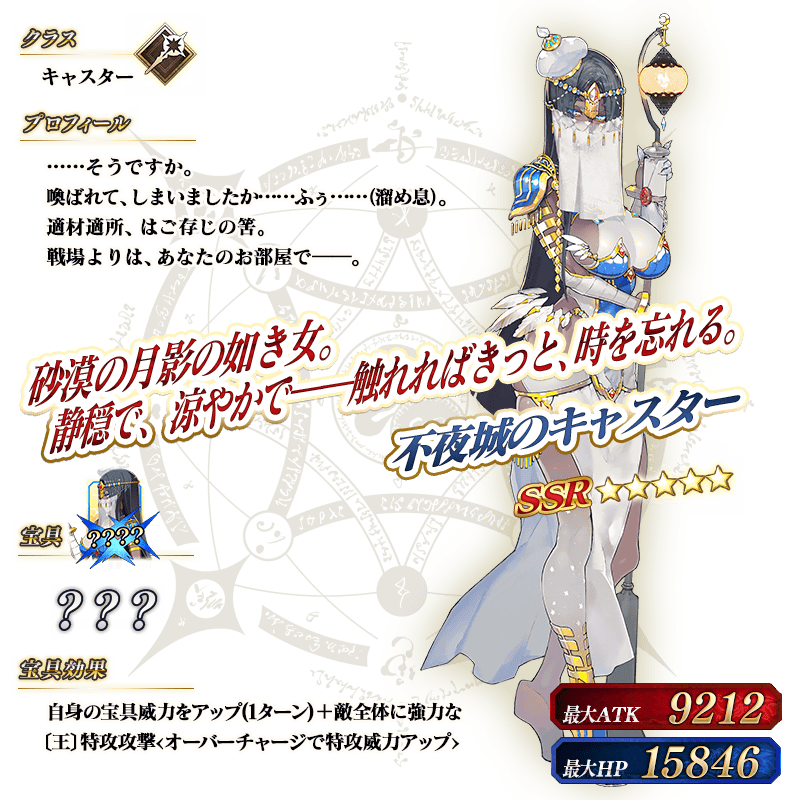 クラス
キャスター
プロフィール
……そうですか。
喚ばれて、しまいましたか……ふぅ……(溜め息)。
適材適所、はご存じの筈。
戦場よりは、あなたのお部屋で――。
砂漠の月影の如き女。
静穏で、涼やかで――触れればきっと、時を忘れる。
不夜城のキャスター
SSR
宝具
????
???
宝具効果
自身の宝具威力をアップ(1ターン)＋敵全体に強力な
〔王〕特攻攻撃<オーバーチャージで特攻威力アップ>
最大ATK 9212
最大HP 15846